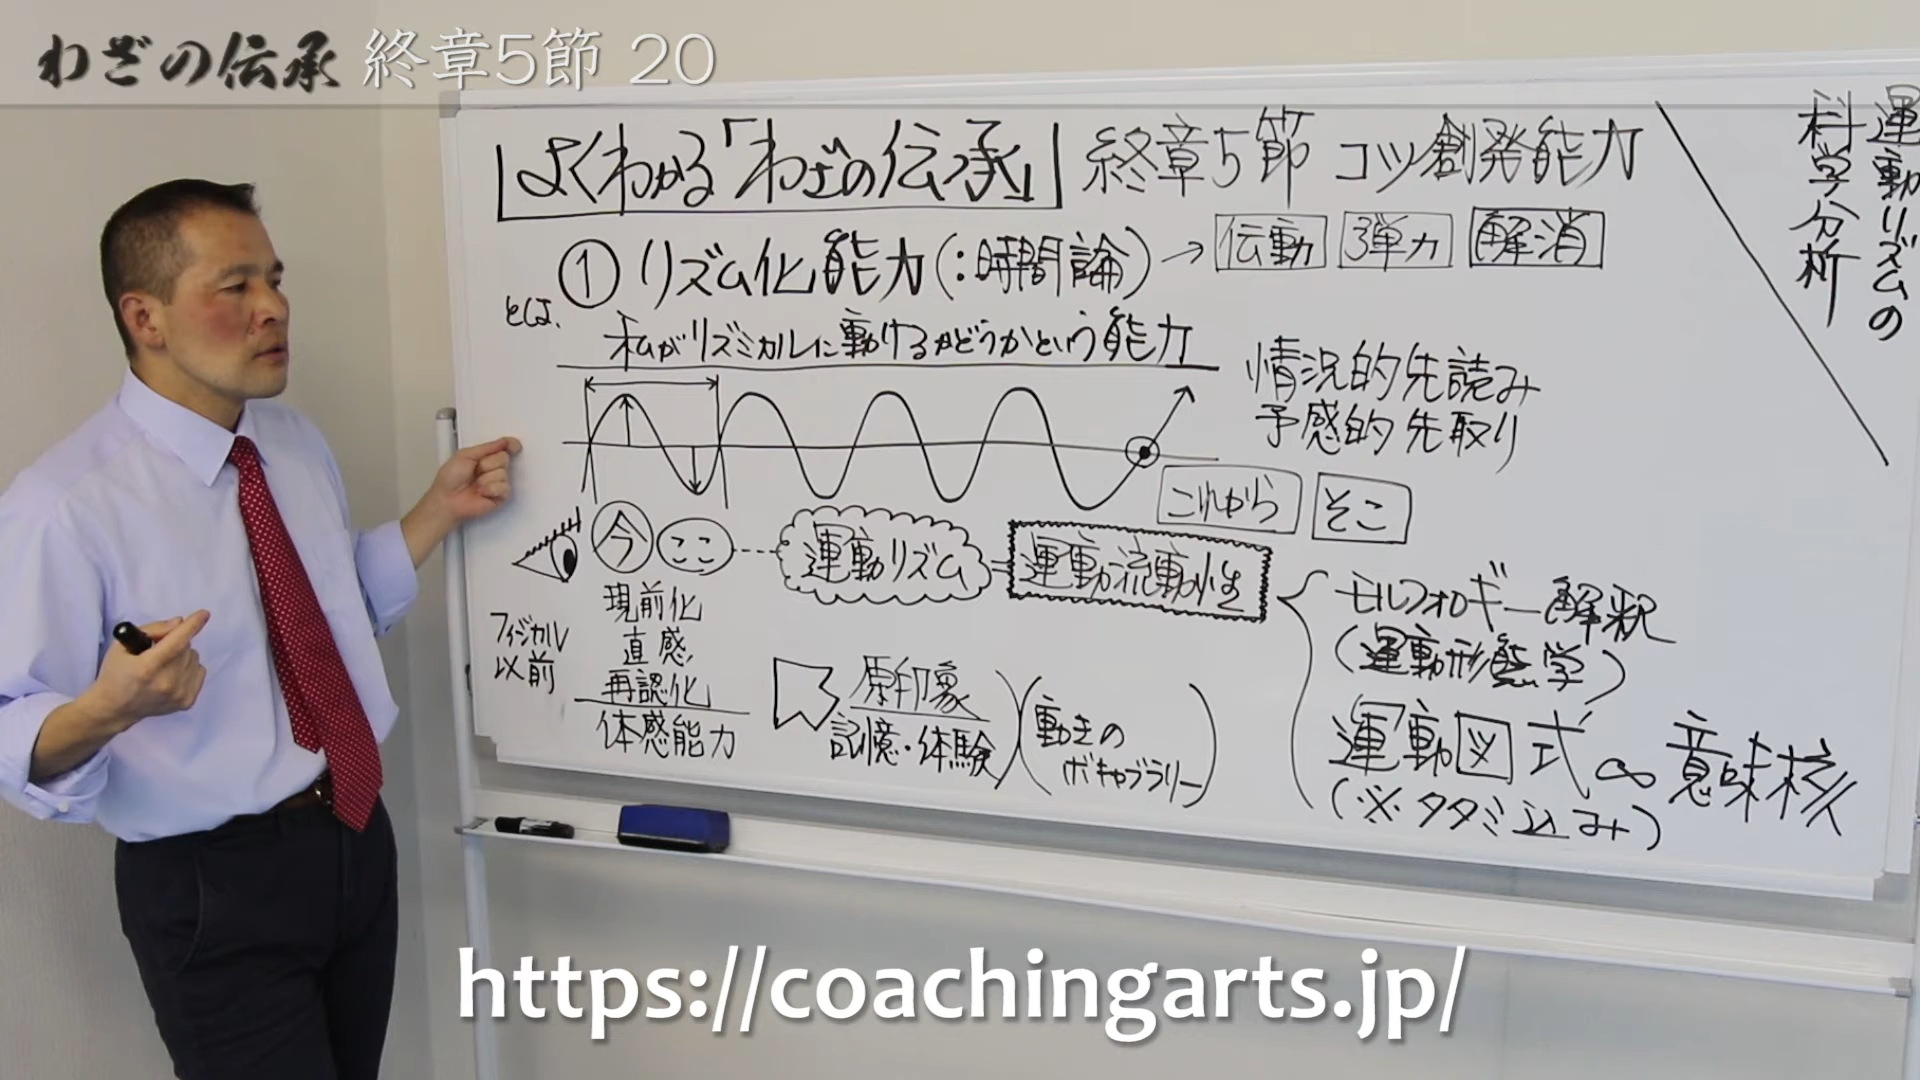 わざの伝承 終章5節 20
よくわかる「わざの伝承」 終章5節 コツ創発能力
運動リズムの
科学分析
① リズム化能力(:時間論)→ 伝動 弾力 解消
とは、
私がリズミカルに動けるかどうかという能力
情況的先読み
予感的先取り
これから そこ
今 運動リズム = 運動流動性
フィジカル
以前
現前化
直感
再認化
体感能力
原印象
記憶・体験
(動きの
ボキャブラリー)
モルフォロギー解釈
(運動形態学)
運動図式 ∞ 意味核
(※タタミ込み)
https://coachingarts.jp/